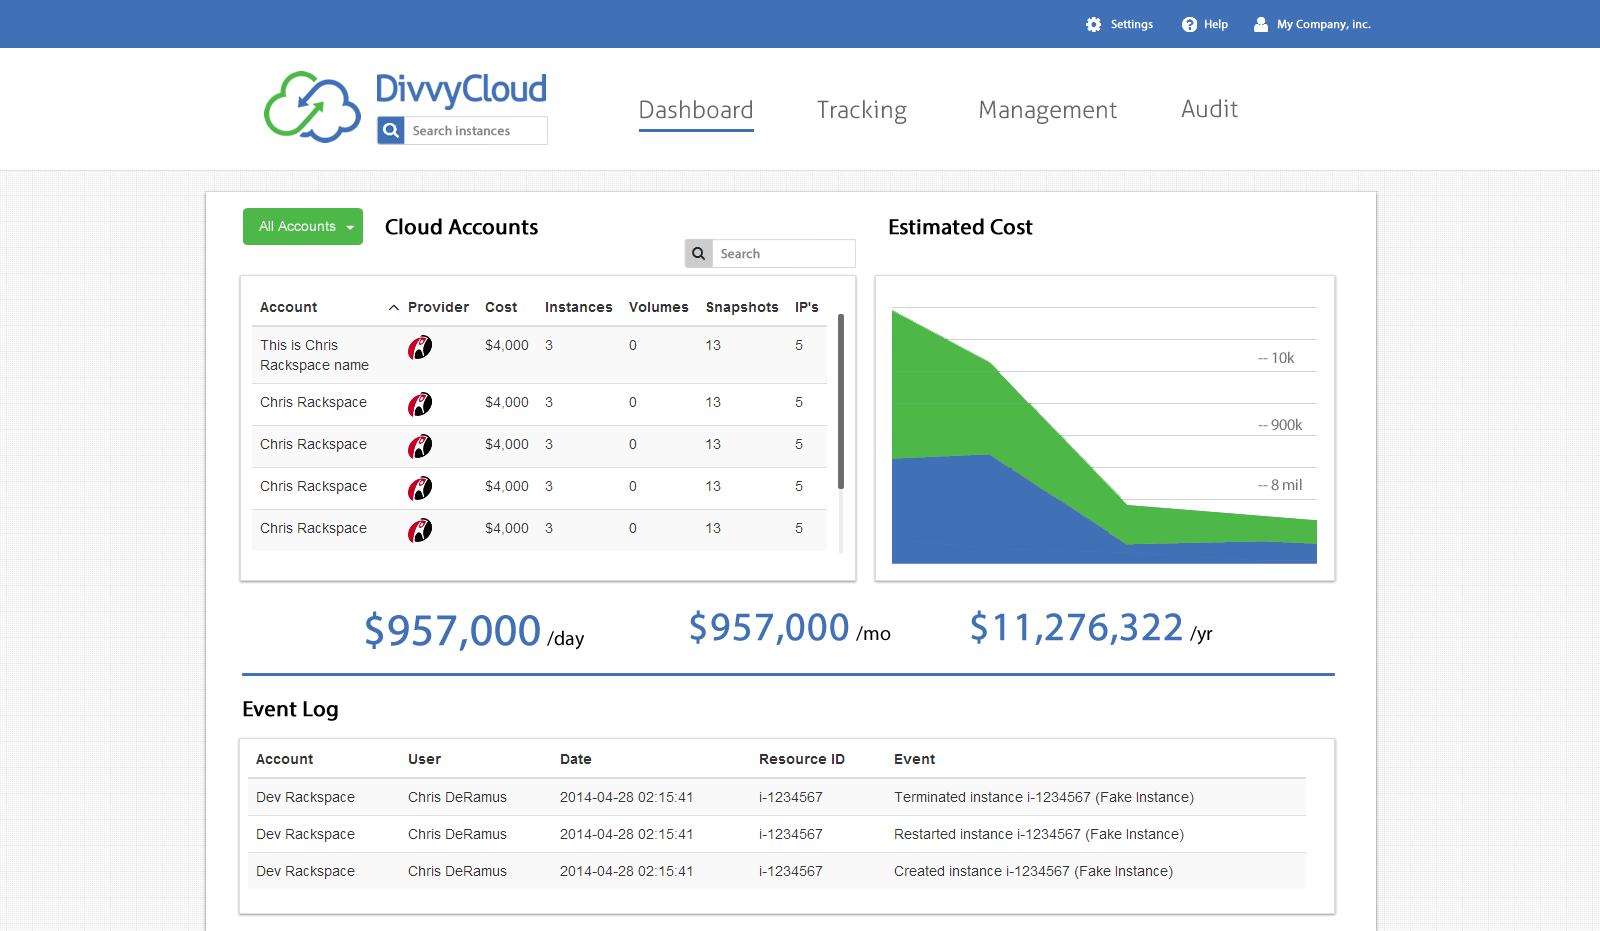 Settings Help My Company, inc.
DivvyCloud
Search instances
Dashboard Tracking Management Audit
All Accounts Cloud Accounts
Search
Estimated Cost
Account Provider Cost Instances Volumes Snapshots IP's
This is Chris
Rackspace name $4,000 3 0 13 5
Chris Rackspace $4,000 3 0 13 5
Chris Rackspace $4,000 3 0 13 5
Chris Rackspace $4,000 3 0 13 5
Chris Rackspace $4,000 3 0 13 5
-- 10k
-- 900k
-- 8 mil
$957,000 /day $957,000 /mo $11,276,322 /yr
Event Log
Account User Date Resource ID Event
Dev Rackspace Chris DeRamus 2014-04-28 02:15:41 i-1234567 Terminated instance i-1234567 (Fake Instance)
Dev Rackspace Chris DeRamus 2014-04-28 02:15:41 i-1234567 Restarted instance i-1234567 (Fake Instance)
Dev Rackspace Chris DeRamus 2014-04-28 02:15:41 i-1234567 Created instance i-1234567 (Fake Instance)